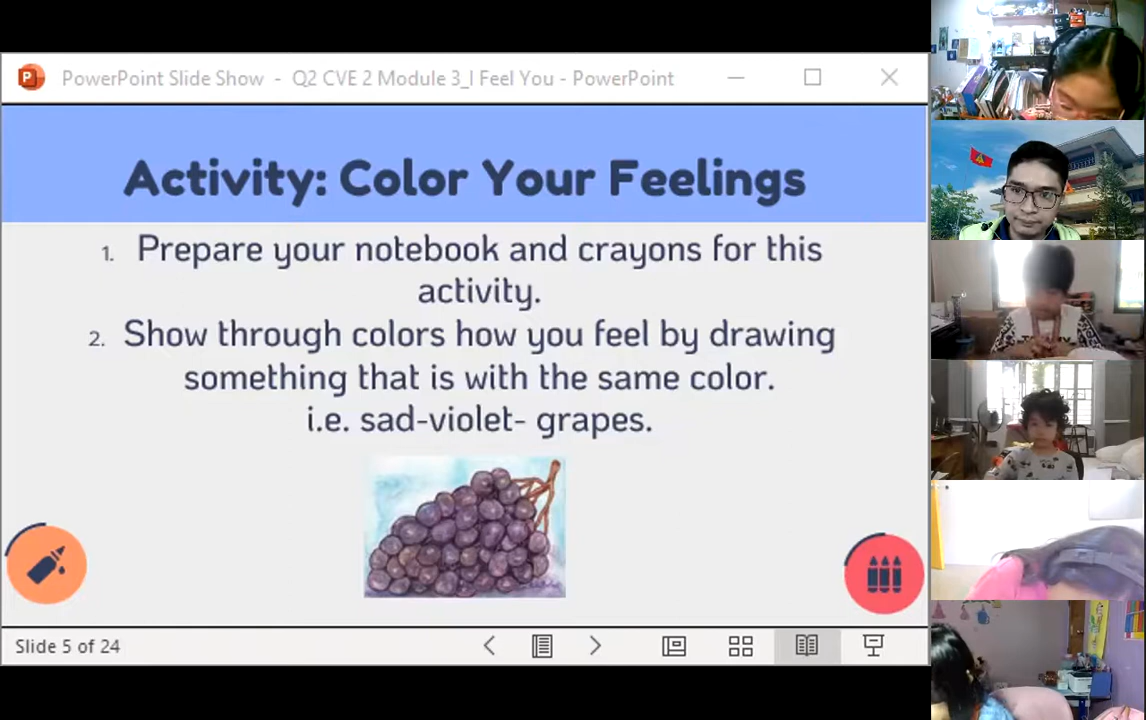 PowerPoint Slide Show - Q2 CVE 2 Module 3_I Feel You - PowerPoint
Activity: Color Your Feelings
1. Prepare your notebook and crayons for this
activity.
2. Show through colors how you feel by drawing
something that is with the same color.
i.e. sad-violet- grapes.
Slide 5 of 24